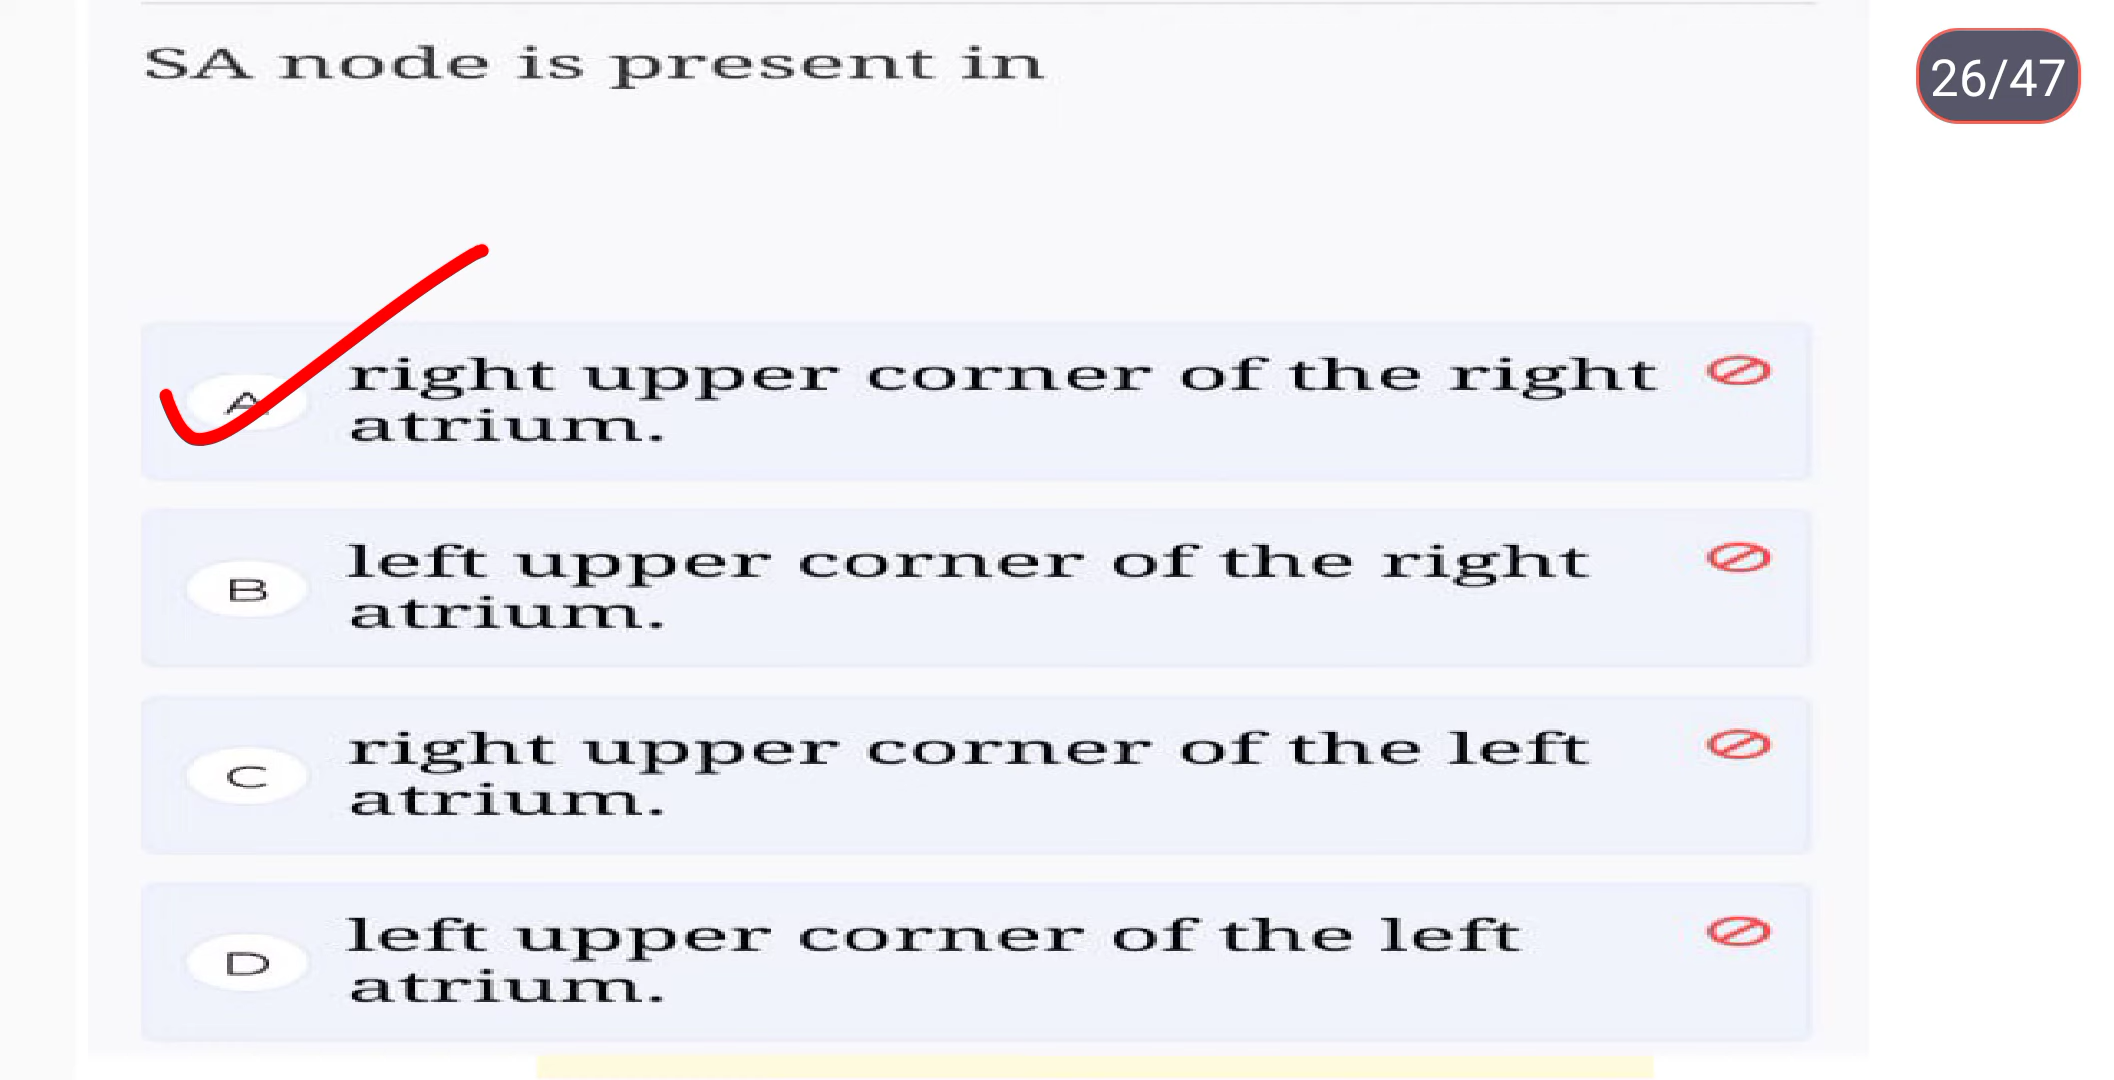 SA node is present in
26/47
A
right upper corner of the right
atrium.
B
left upper corner of the right
atrium.
C
right upper corner of the left
atrium.
D
left upper corner of the left
atrium.